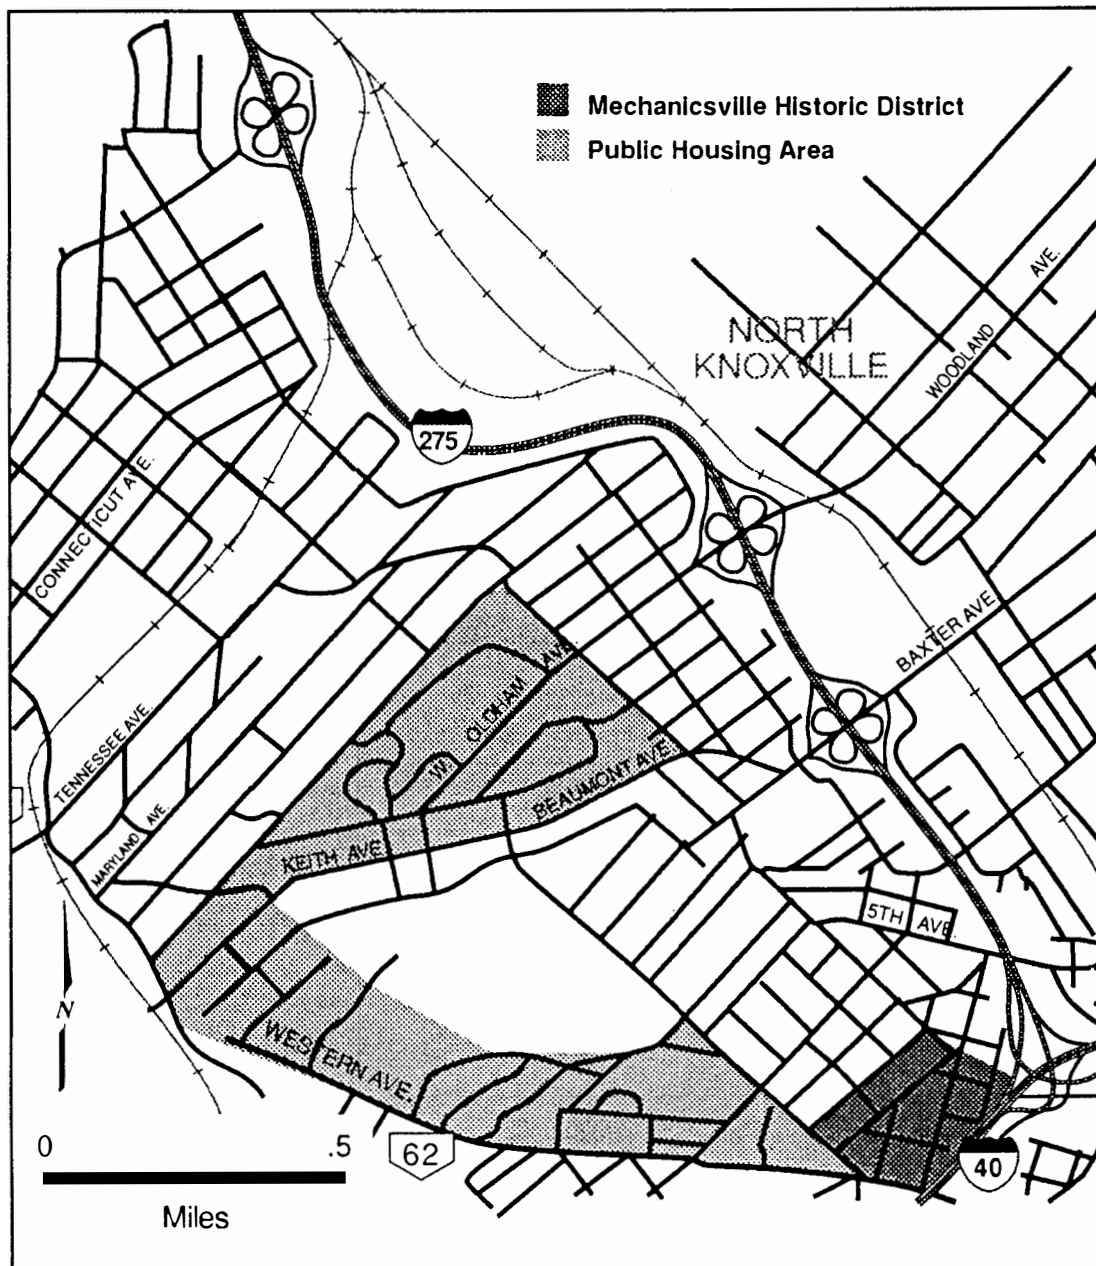 Mechanicsville Historic District
Public Housing Area
NORTH
KNOXVILLE
WOODLAND AVE.
275
CONNECTICUT AVE.
BAXTER AVE.
W. OLDHAM AVE.
TENNESSEE AVE.
BEAUMONT AVE.
MARYLAND AVE.
KEITH AVE.
5TH AVE.
N
WESTERN AVE.
62
40
0 .5
Miles